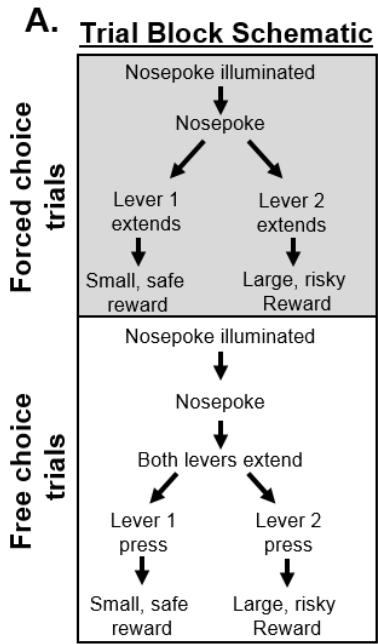 A.
Trial Block Schematic
Forced choice
trials
Nosepoke illuminated
Nosepoke
Lever 1
extends
Lever 2
extends
Small, safe
reward
Large, risky
Reward
Free choice
trials
Nosepoke illuminated
Nosepoke
Both levers extend
Lever 1
press
Lever 2
press
Small, safe
reward
Large, risky
Reward